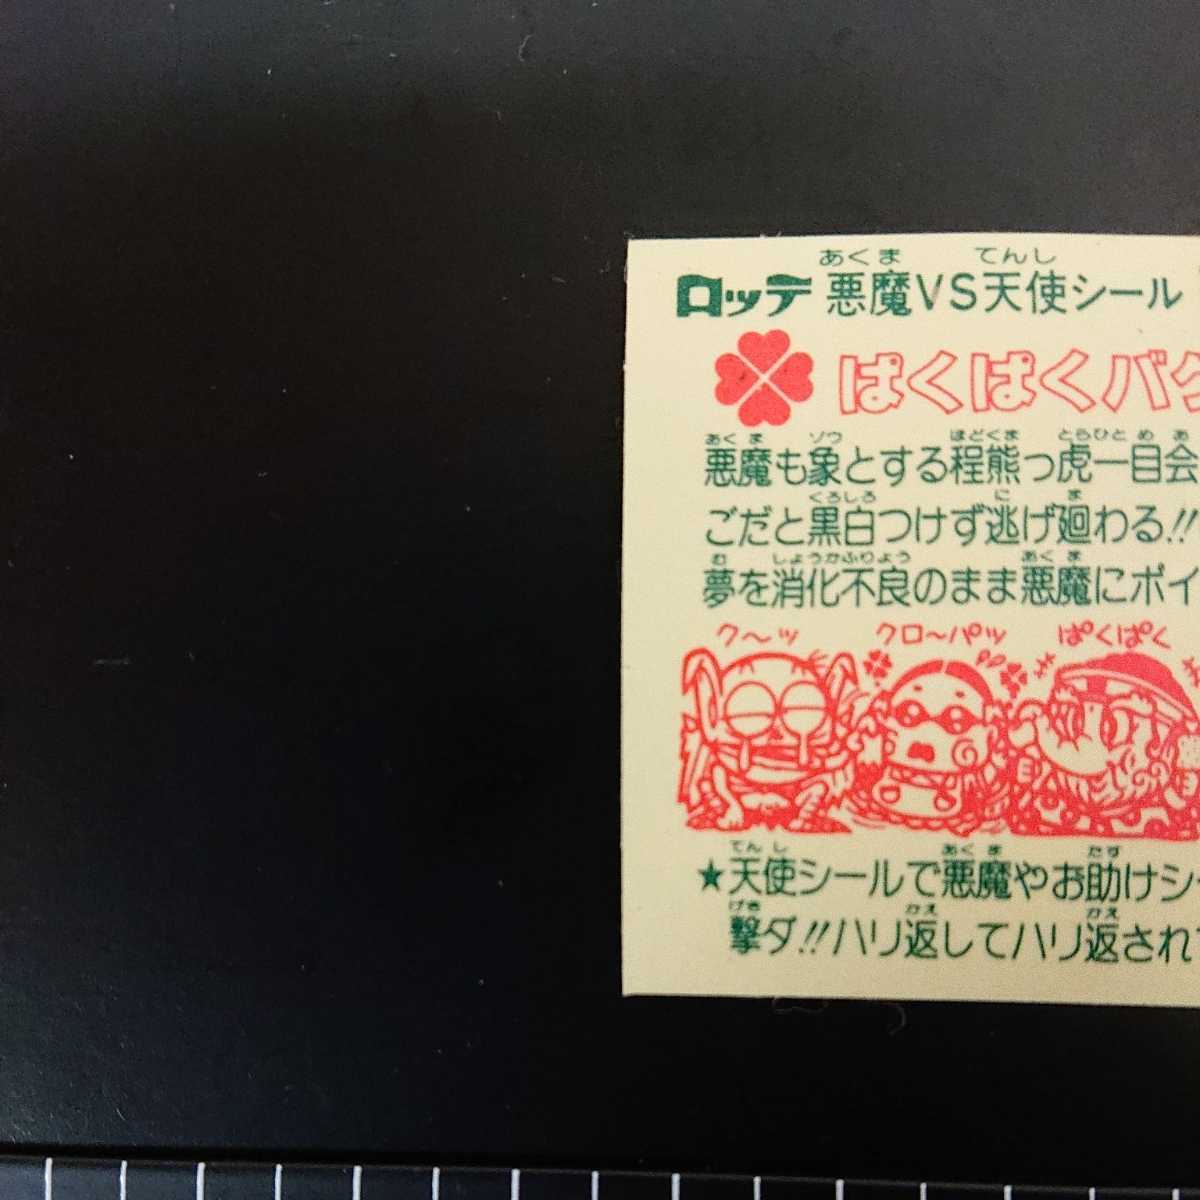 あくま てんし
ロッテ 悪魔VS天使シール
ぱくぱくバク
あくま ゾウ ほどくま とらひとめあ
悪魔も象とする程熊っ虎一目会
くろしろ にま
ごだと黒白つけず逃げ廻わる!!
む しょうかふりょう あくま
夢を消化不良のまま悪魔にポイ
ク〜ッ クロ〜パッ ぱくぱく
てんし あくま たす
★天使シールで悪魔やお助けシー
げき かえ かえ
撃ダ!!ハリ返してハリ返され